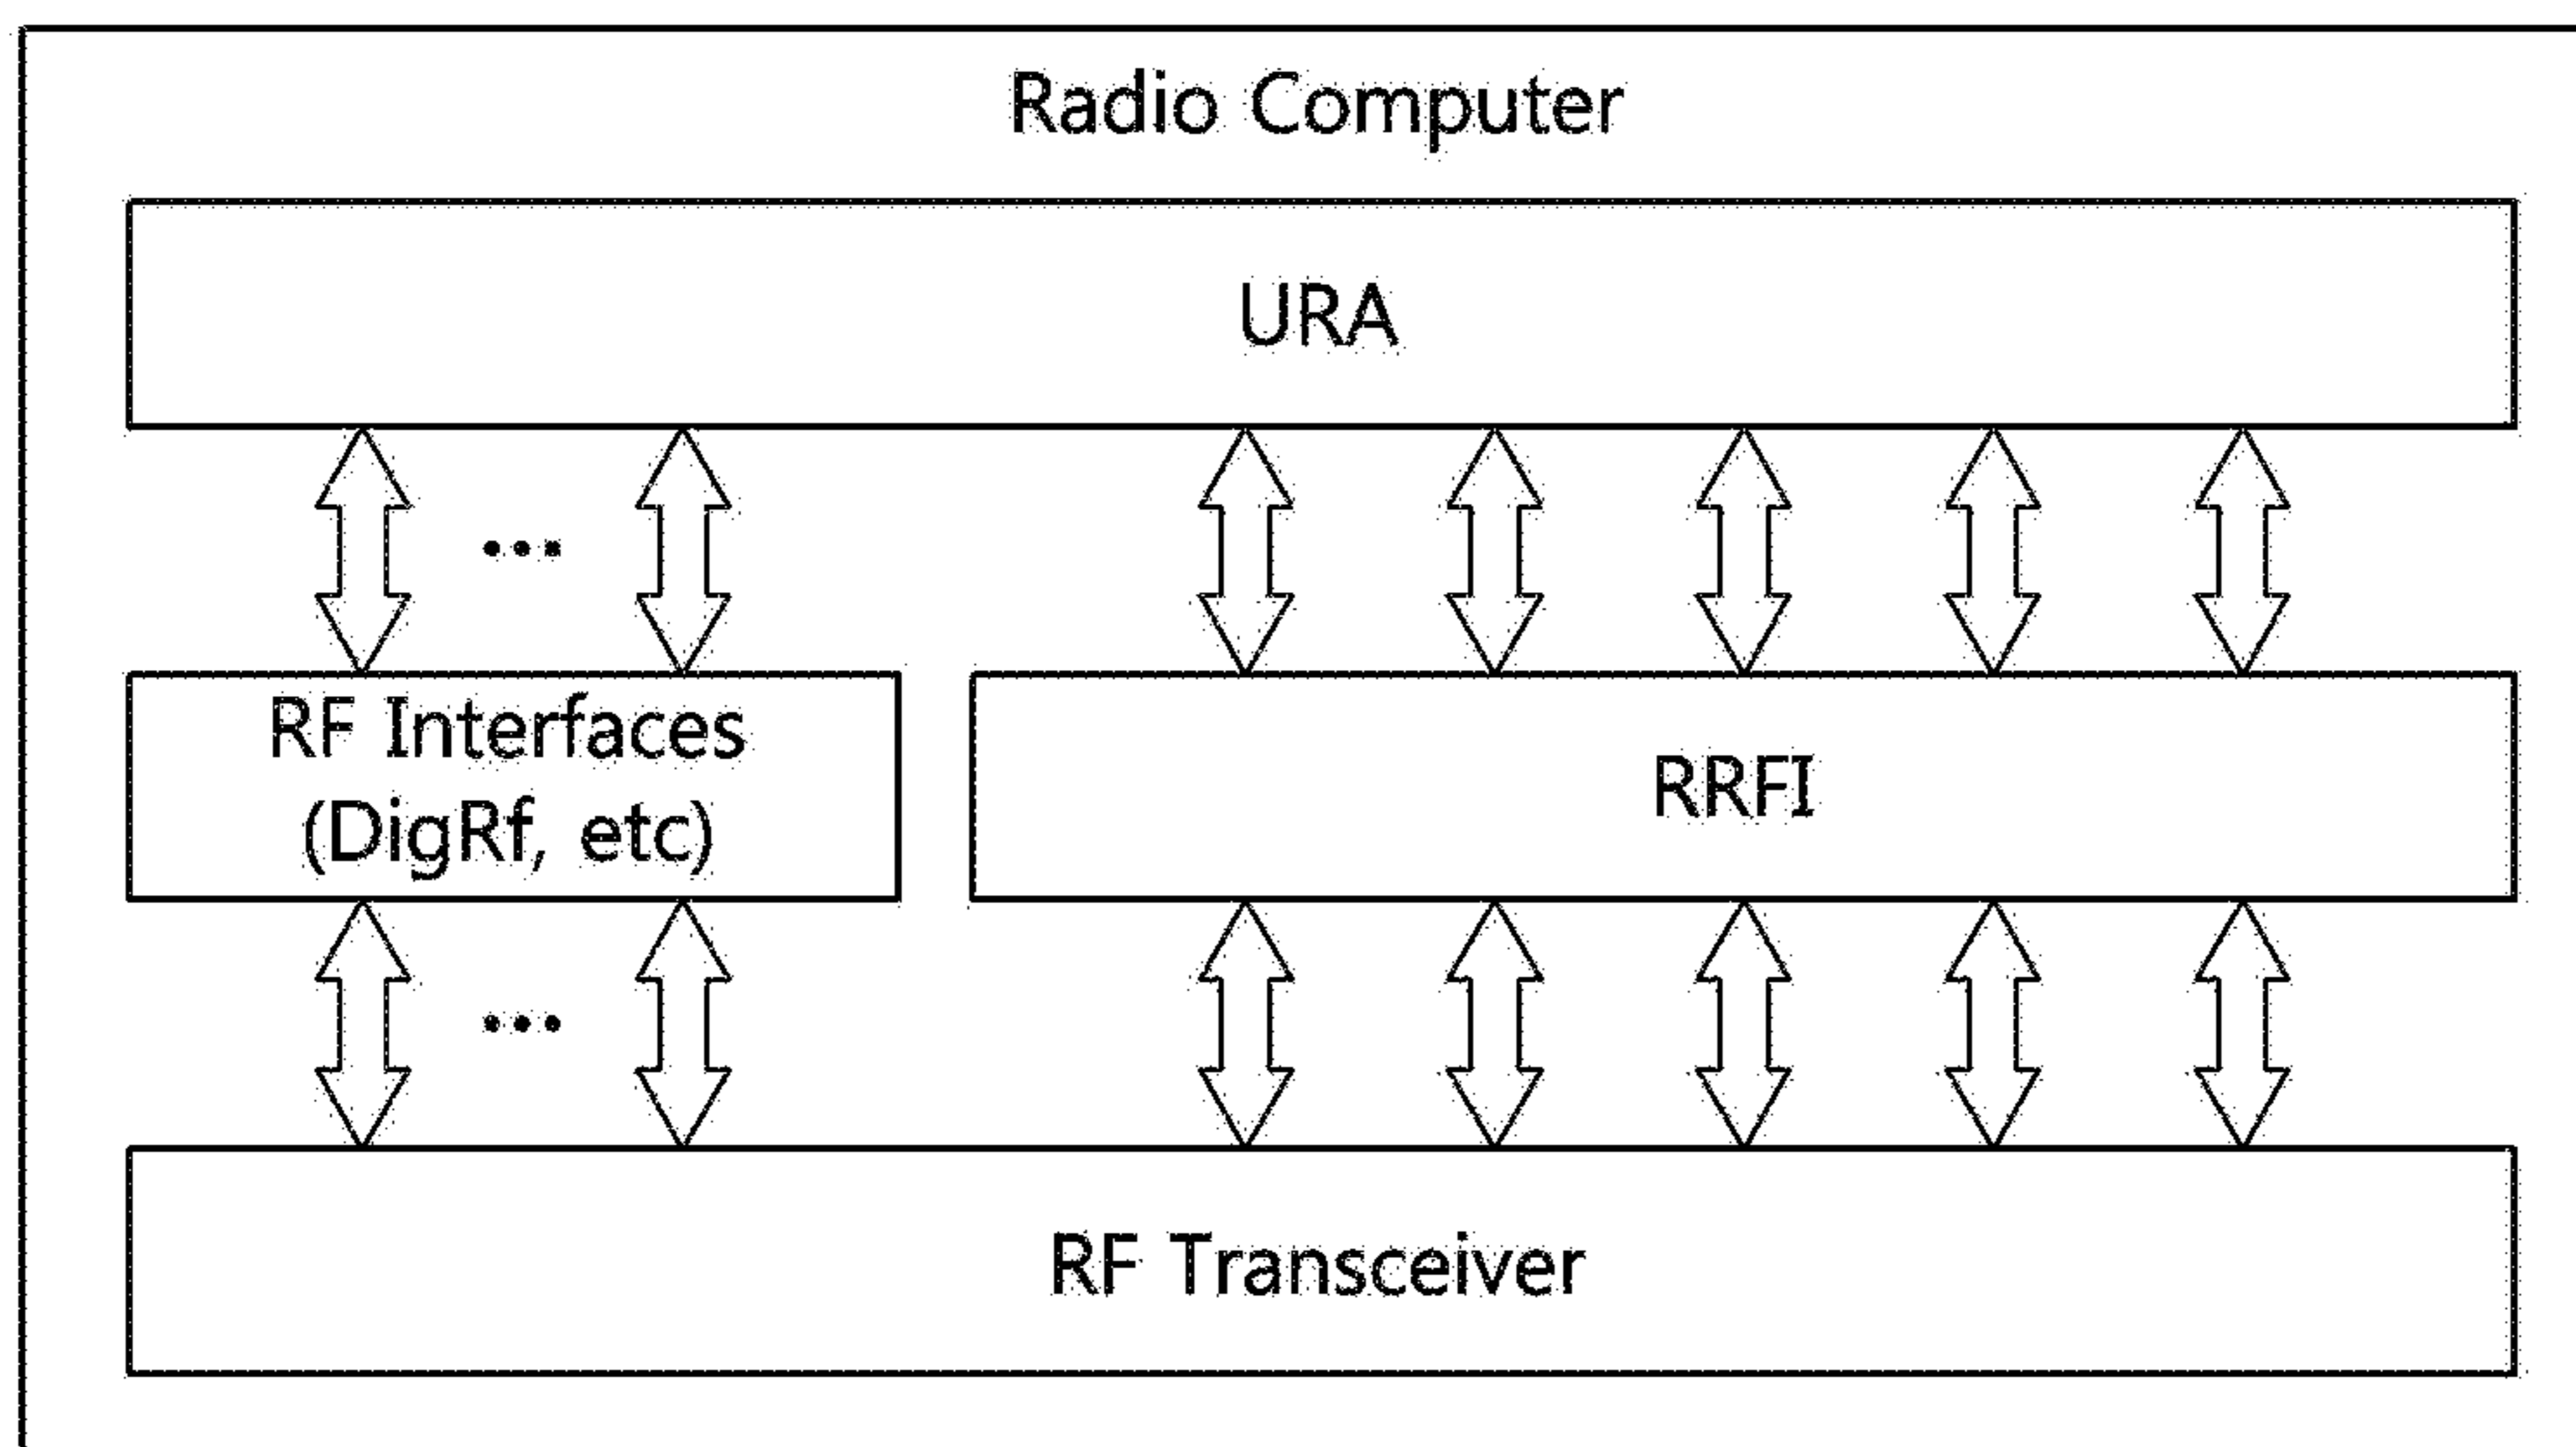 Radio Computer
URA
RF Interfaces
(DigRf, etc)
RRFI
RF Transceiver